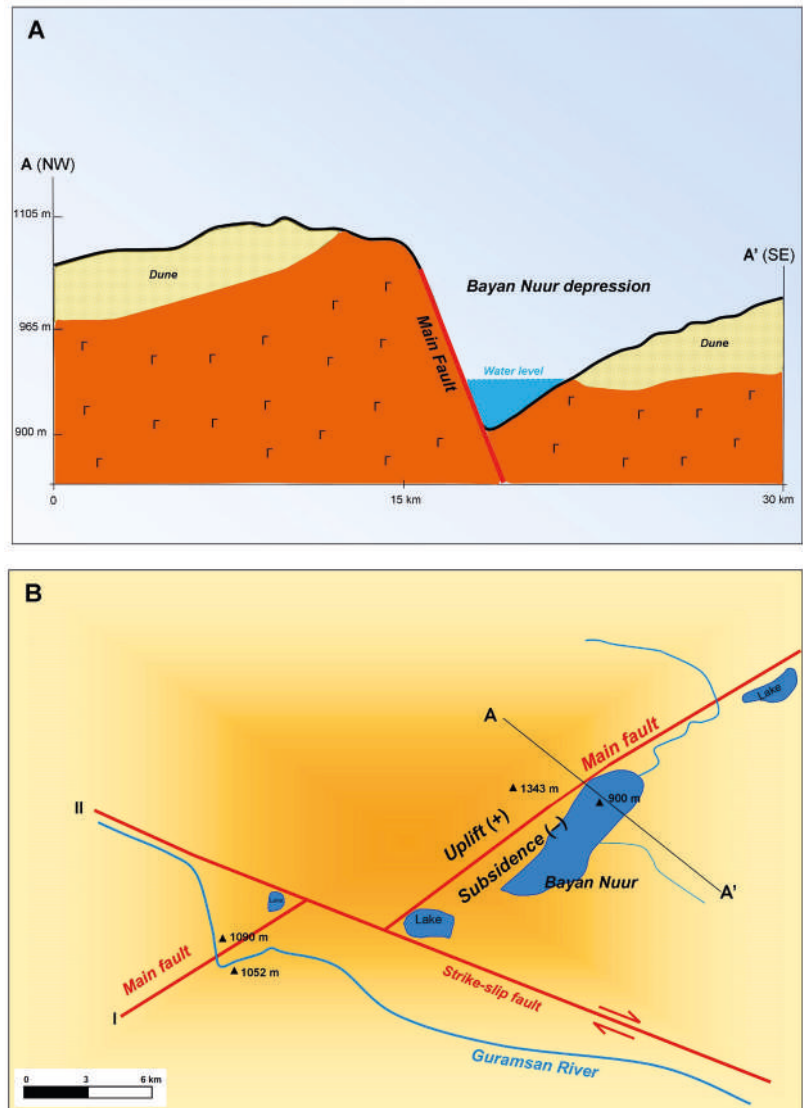 A
A (NW)
1105 m
A' (SE)
Dune
Bayan Nuur depression
965 m
Main Fault
Dune
Water level
900 m
0
15 km
30 km
B
Lake
A
Main fault
1343 m
900 m
II
Uplift (+)
Subsidence (–)
Bayan Nuur
A'
Lake
Lake
1090 m
Main fault
1052 m
Strike-slip fault
I
Guramsan River
0 3 6 km